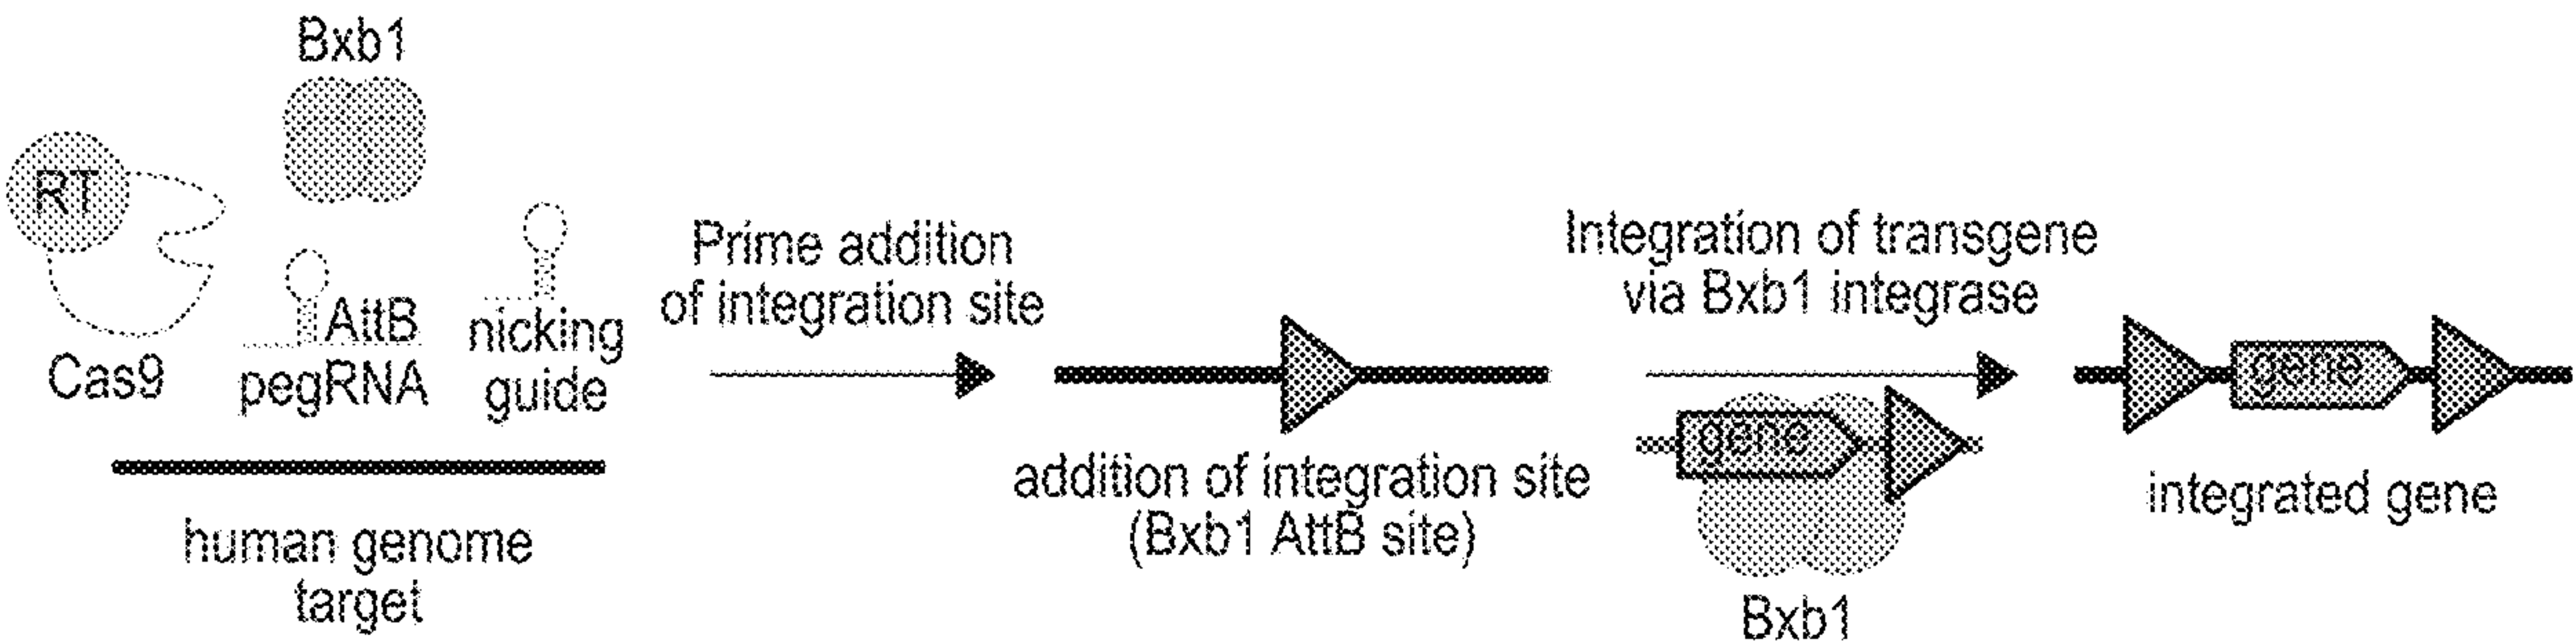 Bxb1
RT
Cas9
AttB
pegRNA
nicking
guide
human genome
target
Prime addition
of integration site
addition of integration site
(Bxb1 AttB site)
Integration of transgene
via Bxb1 integrase
gene
Bxb1
gene
integrated gene